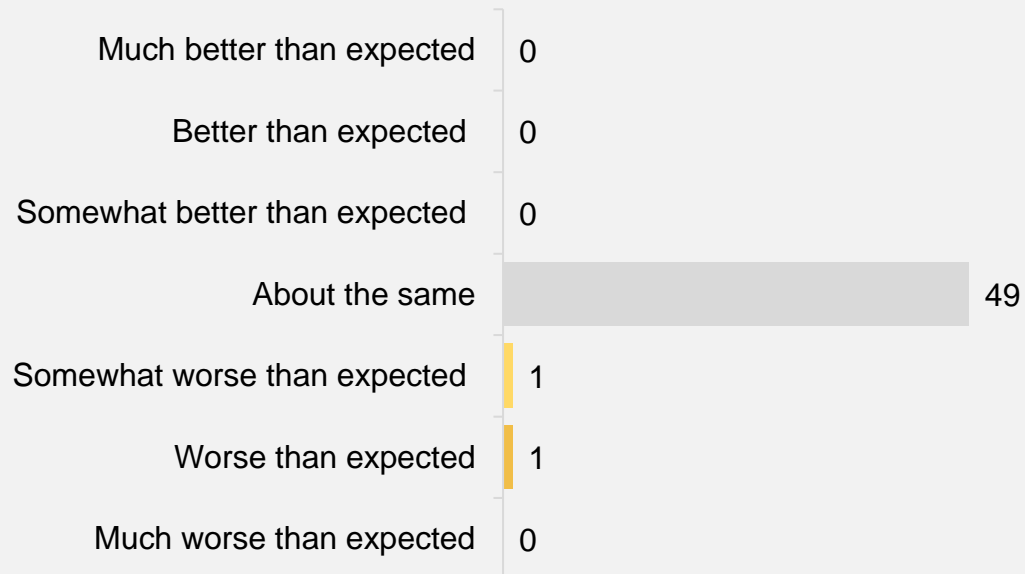 Much better than expected 0
Better than expected 0
Somewhat better than expected 0
About the same 49
Somewhat worse than expected 1
Worse than expected 1
Much worse than expected 0